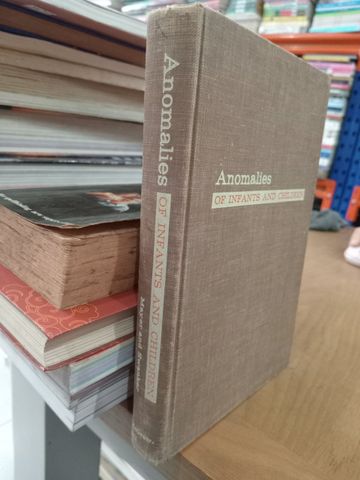 Anomalies
OF INFANTS AND CHILDREN
Anomalies OF INFANTS AND CHILDREN